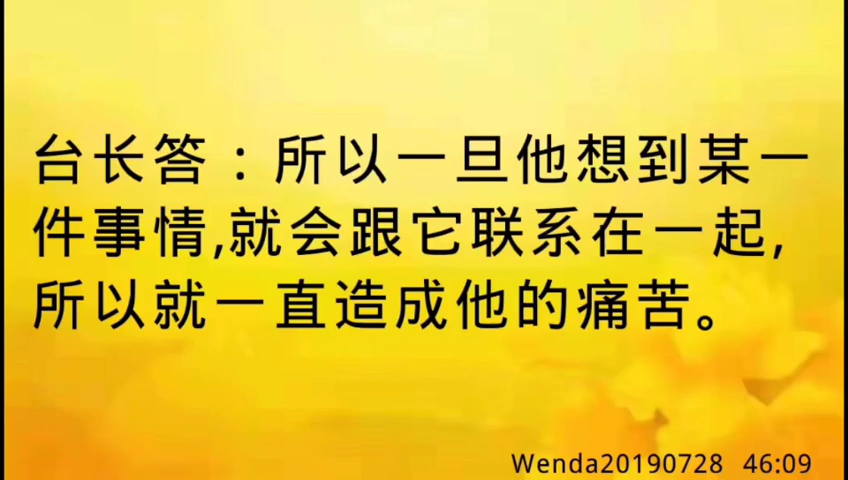 台长答：所以一旦他想到某一
件事情,就会跟它联系在一起,
所以就一直造成他的痛苦。
Wenda20190728 46:09